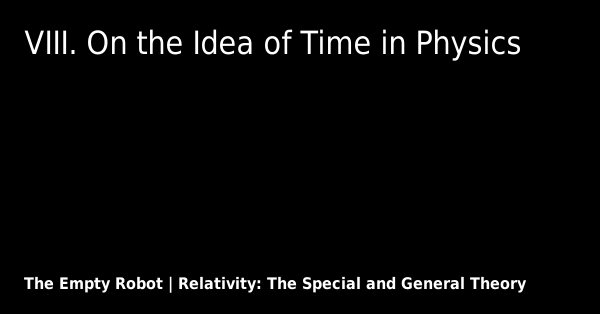 VIII. On the Idea of Time in Physics
The Empty Robot | Relativity: The Special and General Theory